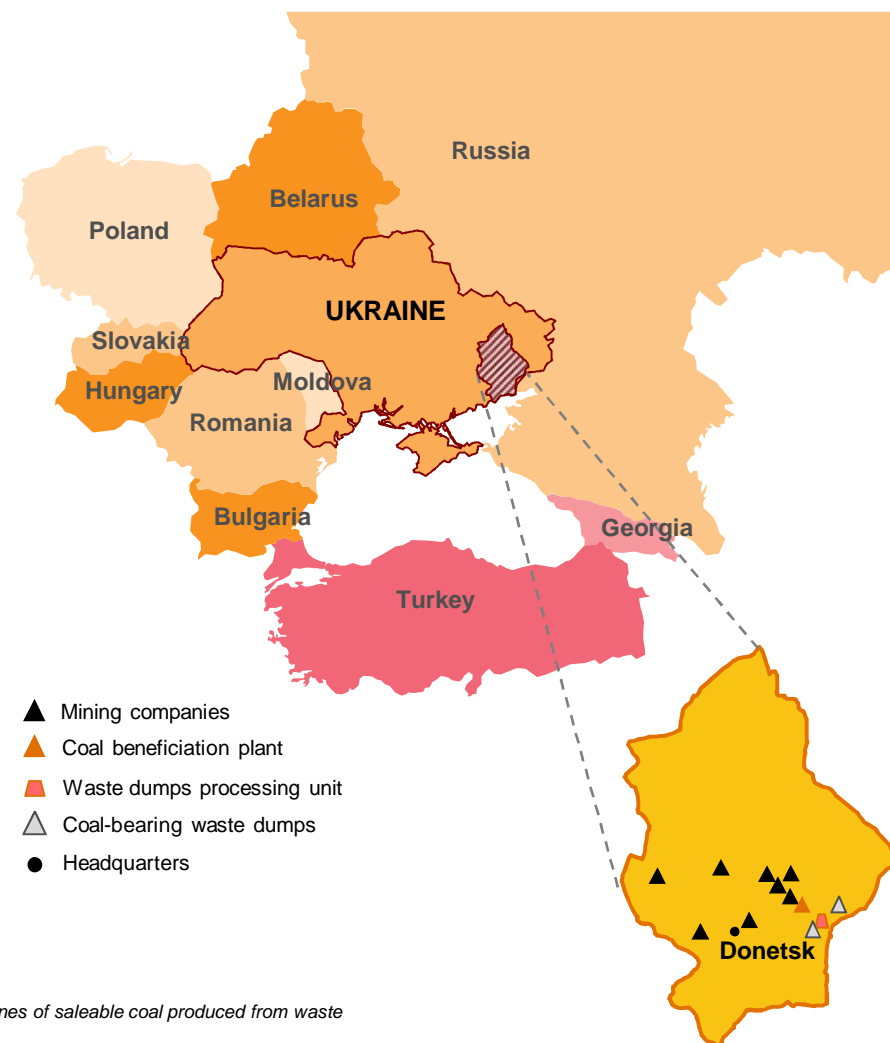 Russia
Belarus
Poland
UKRAINE
Slovakia
Moldova
Hungary
Romania
Bulgaria
Georgia
Turkey
Mining companies
Coal beneficiation plant
Waste dumps processing unit
Coal-bearing waste dumps
Headquarters
Donetsk
of saleable coal produced from waste